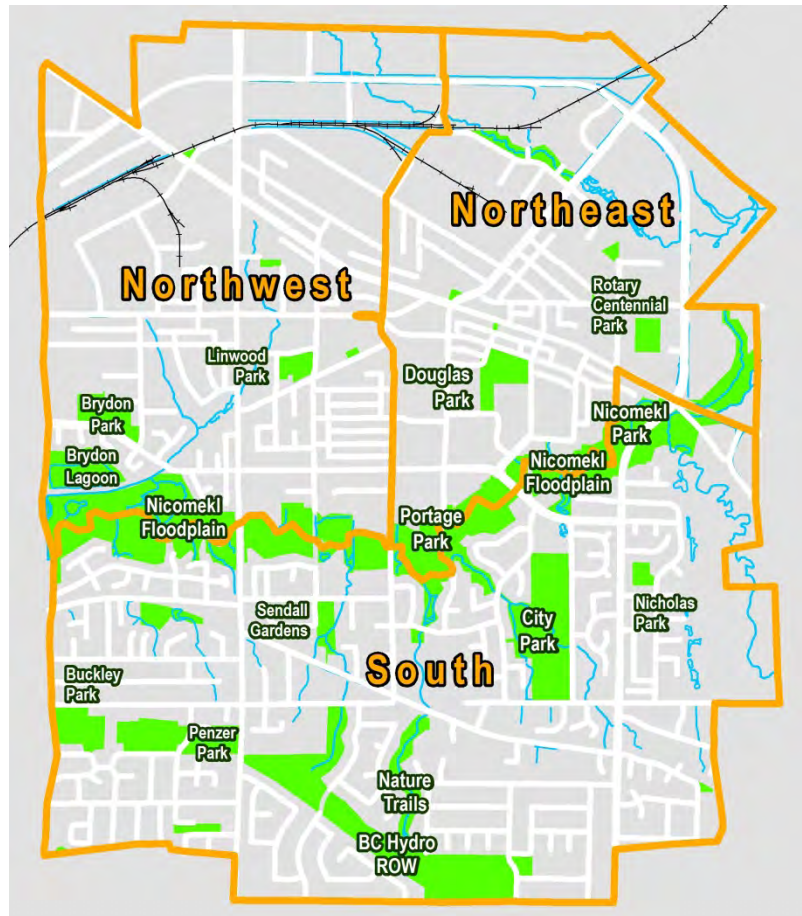 Northeast
Northwest
Rotary
Centennial
Park
Linwood
Park
Douglas
Park
Brydon
Park
Nicomekl
Park
Brydon
Lagoon
Nicomekl
Floodplain
Nicomekl
Floodplain
Portage
Park
Sendall
Gardens
City
Park
Nicholas
Park
South
Buckley
Park
Penzer
Park
Nature
Trails
BC Hydro
ROW